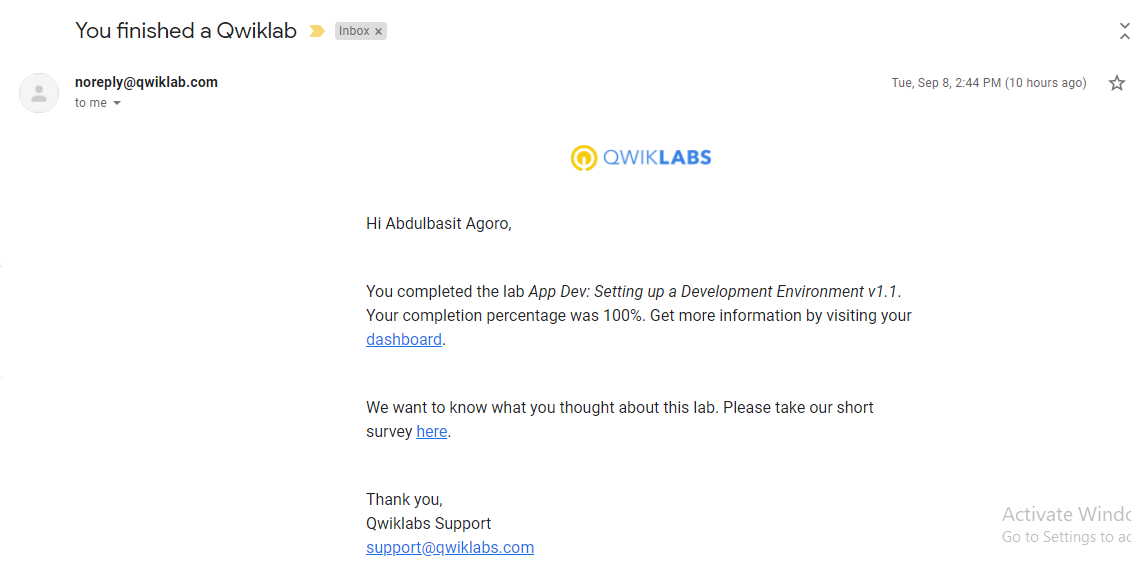 You finished a Qwiklab
Inbox ×
noreply@qwiklab.com
Tue, Sep 8, 2:44 PM (10 hours ago)
to me
QWIKLABS
Hi Abdulbasit Agoro,
You completed the lab App Dev: Setting up a Development Environment v1.1.
Your completion percentage was 100%. Get more information by visiting your
dashboard.
We want to know what you thought about this lab. Please take our short
survey here.
Thank you,
Qwiklabs Support
support@qwiklabs.com
Activate Windo
Go to Settings to ac